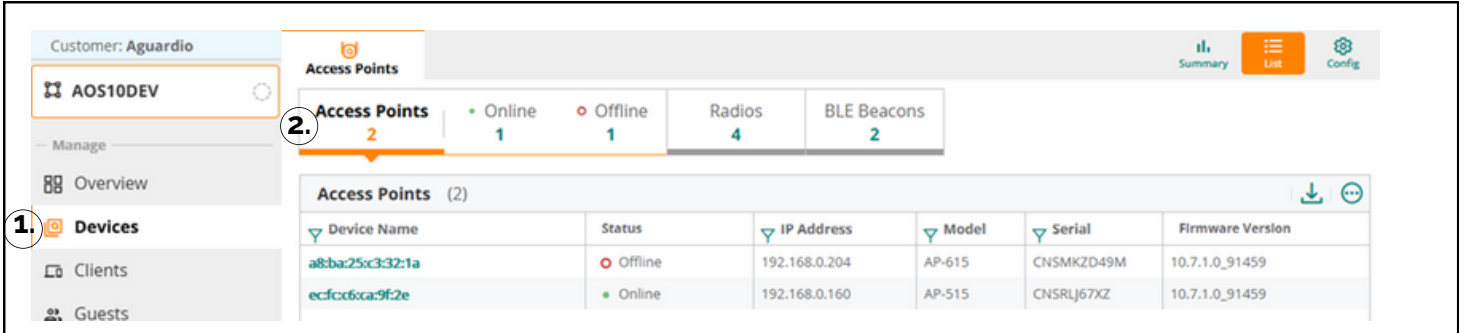 Customer: Aguardio
AOS10DEV
Manage
Overview
1. Devices
Clients
Guests
Access Points
Summary List Config
2. Access Points 2
Online 1
Offline 1
Radios 4
BLE Beacons 2
Access Points (2)
Device Name Status IP Address Model Serial Firmware Version
a8:ba:25:c3:32:1a Offline 192.168.0.204 AP-615 CNSMKZD49M 10.7.1.0_91459
ec:fc:c6:ca:9f:2e Online 192.168.0.160 AP-515 CNSRLJ67XZ 10.7.1.0_91459